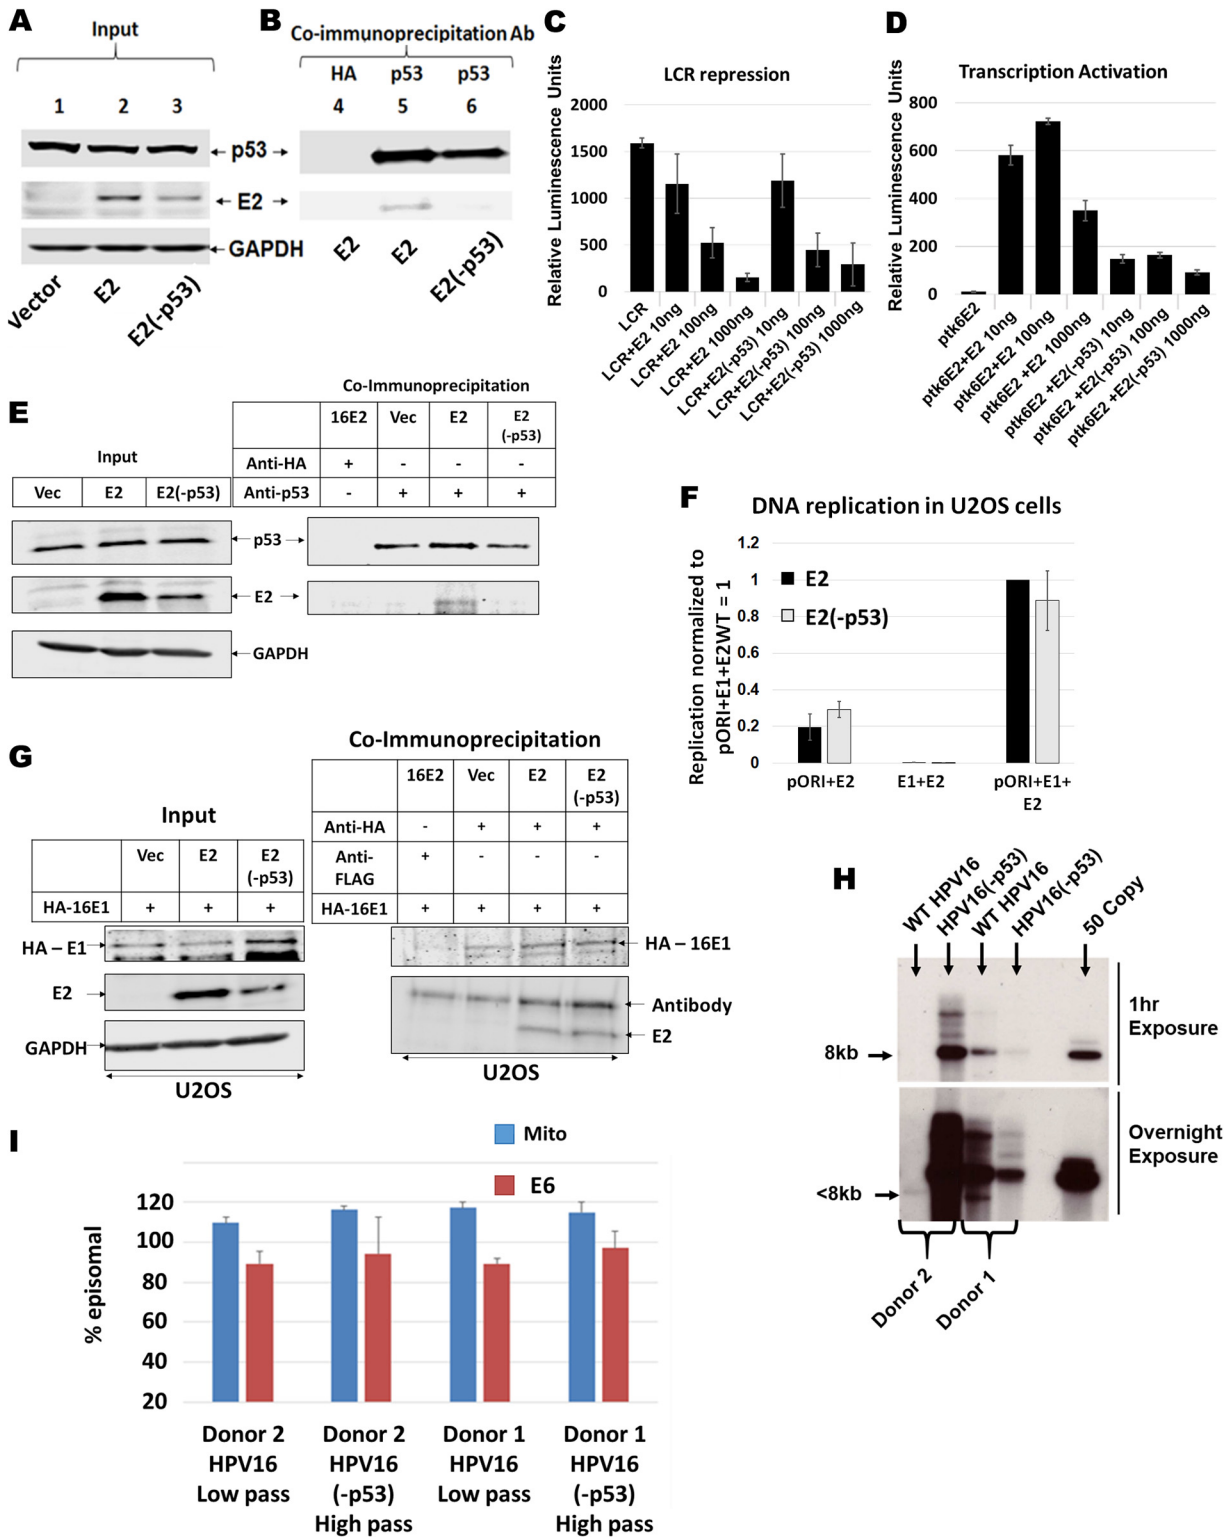 A
Input
1 2 3
p53
E2
GAPDH
Vector
E2
E2(-p53)
B
Co-immunoprecipitation Ab
HA p53 p53
4 5 6
E2
E2
E2(-p53)
C
LCR repression
Relative Luminescence Units
2000
1500
1000
500
0
LCR
LCR+E2 10ng
LCR+E2 100ng
LCR+E2 1000ng
LCR+E2(-p53) 10ng
LCR+E2(-p53) 100ng
LCR+E2(-p53) 1000ng
D
Transcription Activation
Relative Luminescence Units
800
600
400
200
0
ptk6E2
ptk6E2+E2 10ng
ptk6E2+E2 100ng
ptk6E2 +E2 1000ng
ptk6E2 +E2(-p53) 10ng
ptk6E2 +E2(-p53) 100ng
ptk6E2 +E2(-p53) 1000ng
E
Input
Vec E2 E2(-p53)
Co-Immunoprecipitation
16E2 Vec E2 E2
(-p53)
Anti-HA + - - -
Anti-p53 - + + +
p53
E2
GAPDH
F
DNA replication in U2OS cells
Replication normalized to
pORI+E1+E2WT = 1
1.2
1
0.8
0.6
0.4
0.2
0
E2
E2(-p53)
pORI+E2
E1+E2
pORI+E1+
E2
G
Input
Vec E2 E2
(-p53)
HA-16E1 + + +
HA – E1
E2
GAPDH
U2OS
Co-Immunoprecipitation
16E2 Vec E2 E2
(-p53)
Anti-HA - + + +
Anti-
FLAG + - - -
HA-16E1 + + + +
HA – 16E1
Antibody
E2
U2OS
H
WT HPV16
HPV16(-p53)
WT HPV16
HPV16(-p53)
50 Copy
8kb
1hr
Exposure
<8kb
Overnight
Exposure
Donor 2
Donor 1
I
Mito
E6
% episomal
120
100
80
60
40
20
Donor 2
HPV16
Low pass
Donor 2
HPV16
(-p53)
High pass
Donor 1
HPV16
Low pass
Donor 1
HPV16
(-p53)
High pass